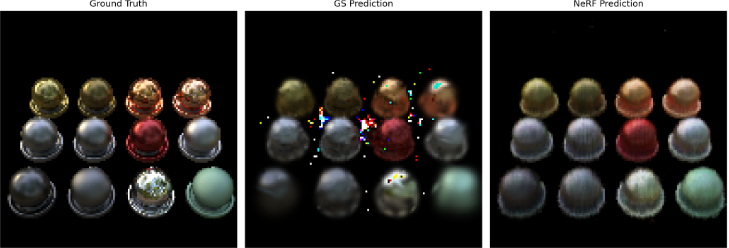 Ground Truth
GS Prediction
NeRF Prediction